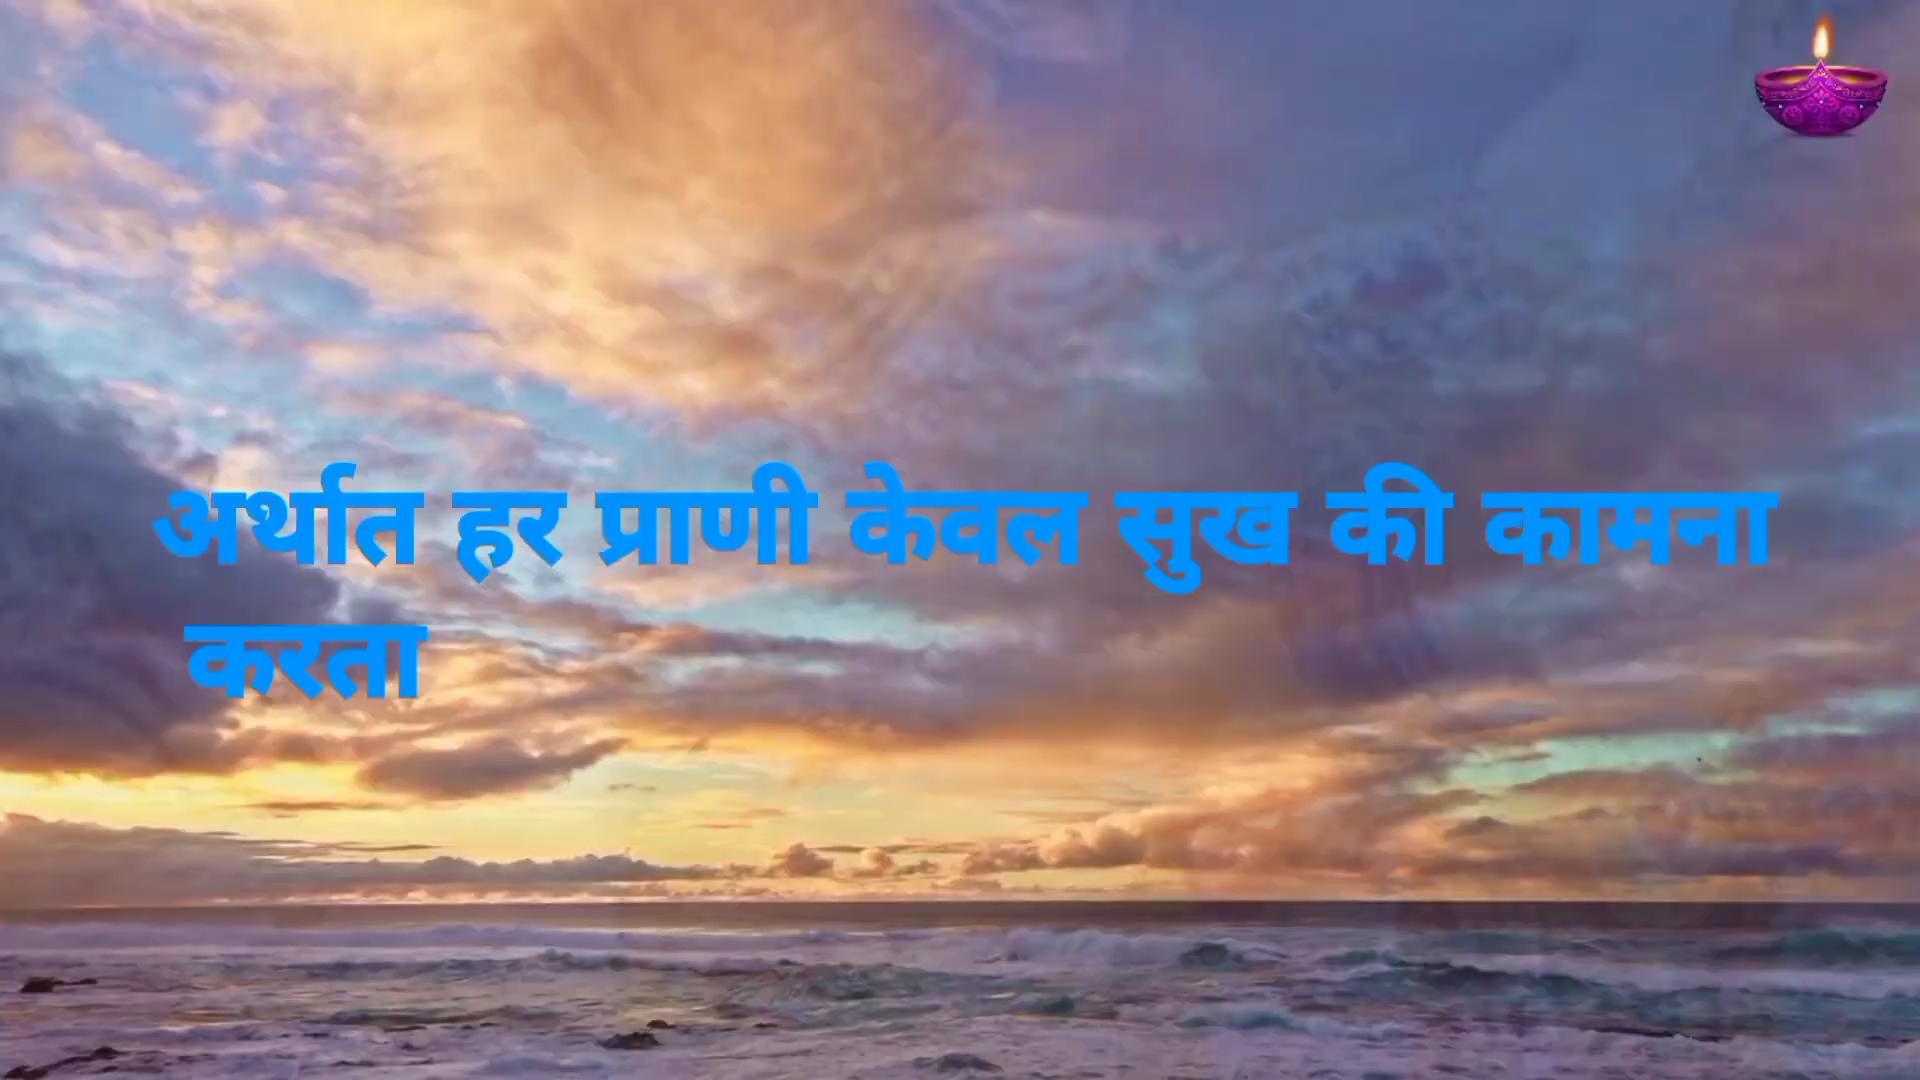 अर्थात हर प्राणी केवल सुख की कामना
करता